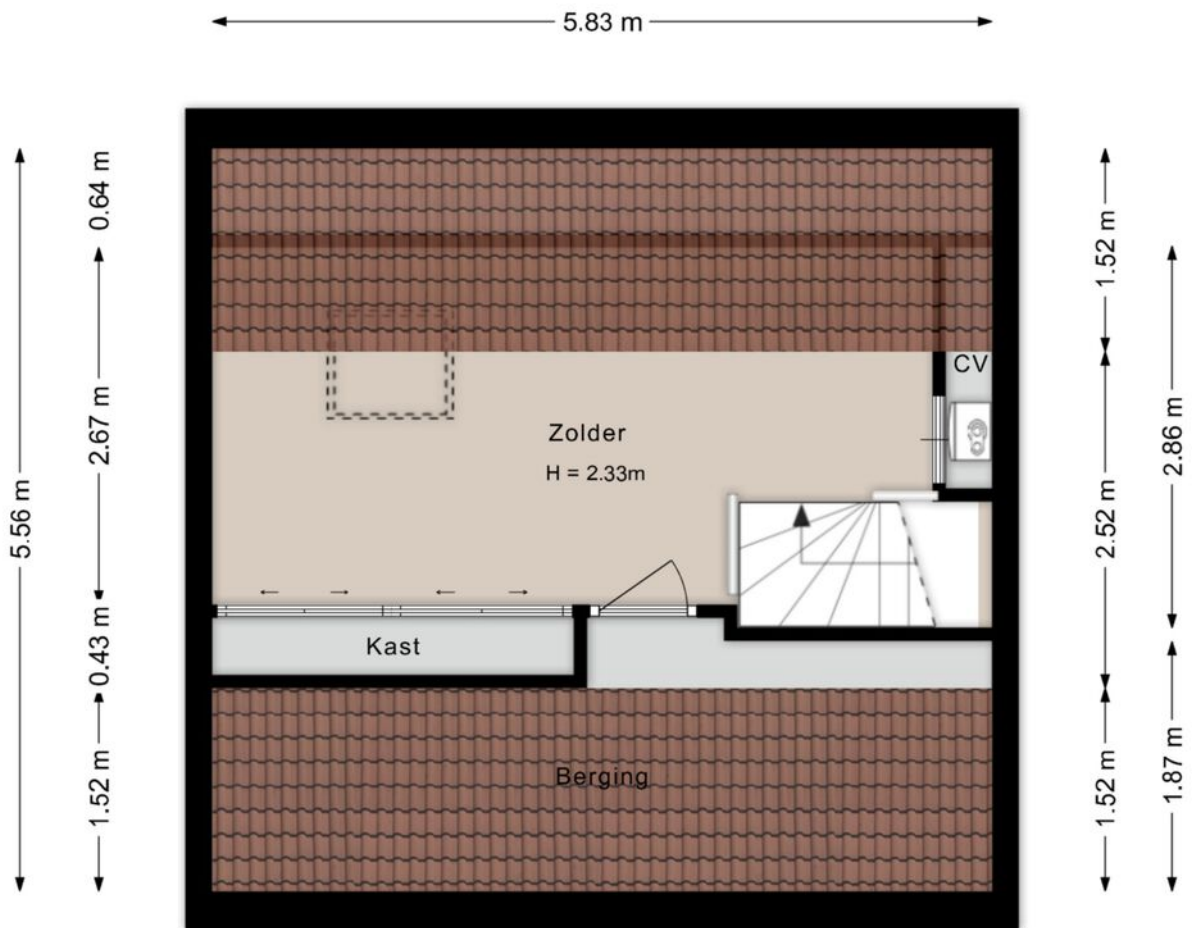 5.83 m
0.64 m
2.67 m
0.43 m
1.52 m
5.56 m
CV
Zolder
H = 2.33m
Kast
Berging
1.52 m
2.52 m
1.52 m
2.86 m
1.87 m